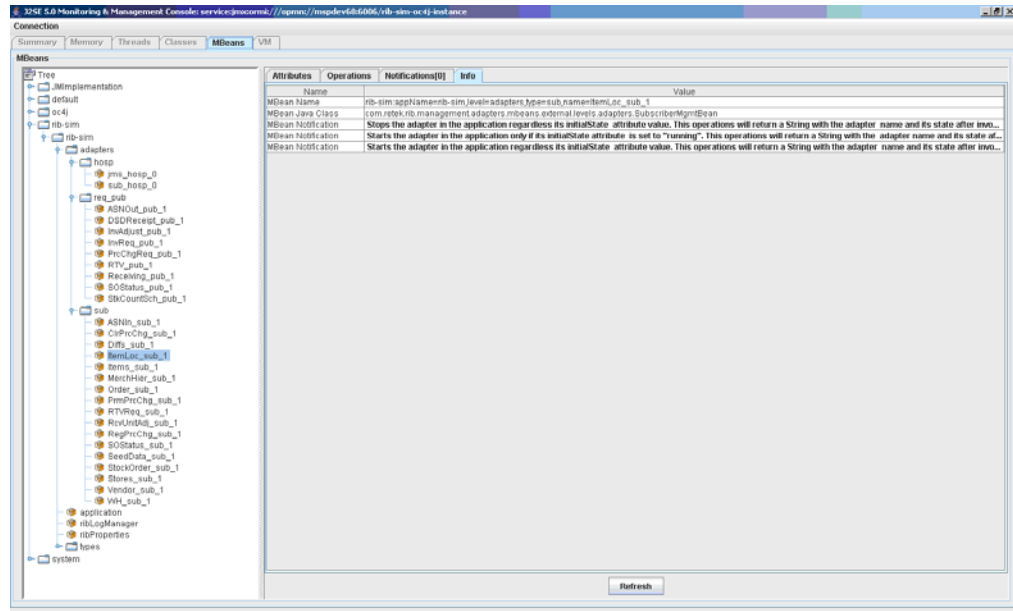 J2SE 5.0 Monitoring & Management Console: service:jmx:ormi:///opmn://mspdev68:6006/rib-sim-oc4j-instance
Connection
Summary Memory Threads Classes MBeans VM
MBeans
Tree
JMImplementation
default
oc4j
rib-sim
rib-sim
adapters
hosp
jms_hosp_0
sub_hosp_0
req_pub
ASNOut_pub_1
DSDReceipt_pub_1
InvAdjust_pub_1
InvReq_pub_1
PrcChgReq_pub_1
RTV_pub_1
Receiving_pub_1
SOStatus_pub_1
StkCountSch_pub_1
sub
ASNIn_sub_1
ClrPrcChg_sub_1
Diffs_sub_1
ItemLoc_sub_1
Items_sub_1
MerchHier_sub_1
Order_sub_1
PrmPrcChg_sub_1
RTVReq_sub_1
RcvUnitAdj_sub_1
RegPrcChg_sub_1
SOStatus_sub_1
SeedData_sub_1
StockOrder_sub_1
Stores_sub_1
Vendor_sub_1
WH_sub_1
application
ribLogManager
ribProperties
types
system
Attributes Operations Notifications[0] Info
Name Value
MBean Name rib-sim:appName=rib-sim,level=adapters,type=sub,name=ItemLoc_sub_1
MBean Java Class com.retek.rib.management.adapters.mbeans.external.levels.adapters.SubscriberMgmtBean
MBean Notification Stops the adapter in the application regardless its initialState attribute value. This operations will return a String with the adapter name and its state after invo...
MBean Notification Starts the adapter in the application only if its initialState attribute is set to "running". This operations will return a String with the adapter name and its state af...
MBean Notification Starts the adapter in the application regardless its initialState attribute value. This operations will return a String with the adapter name and its state after invo...
Refresh